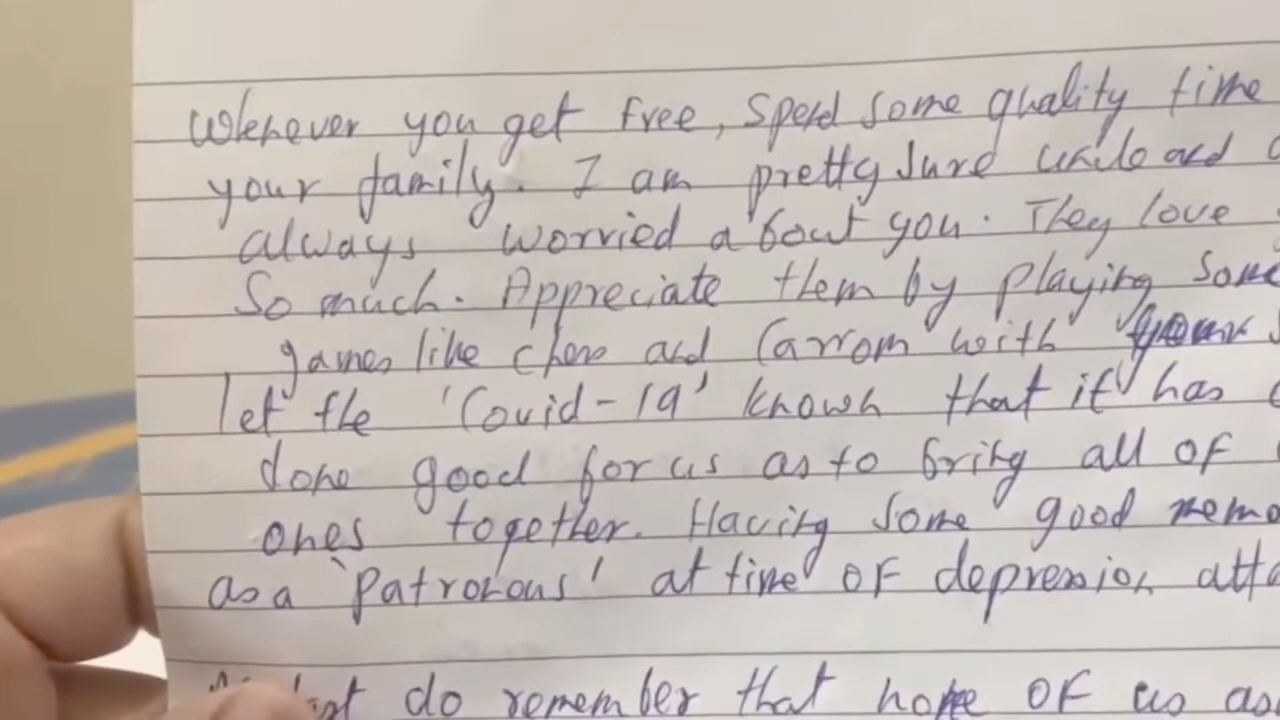 Whenever you get free, spend some quality time
your family. I am pretty sure uncle and
always worried about you. They love
So much. Appreciate them by playing some
games like chess and Carrom with your
let the 'Covid-19' known that it has
done good for us as to bring all of
ones together. Having some good memo
as a 'patronous' at time of depression atta
do remember that none of us as